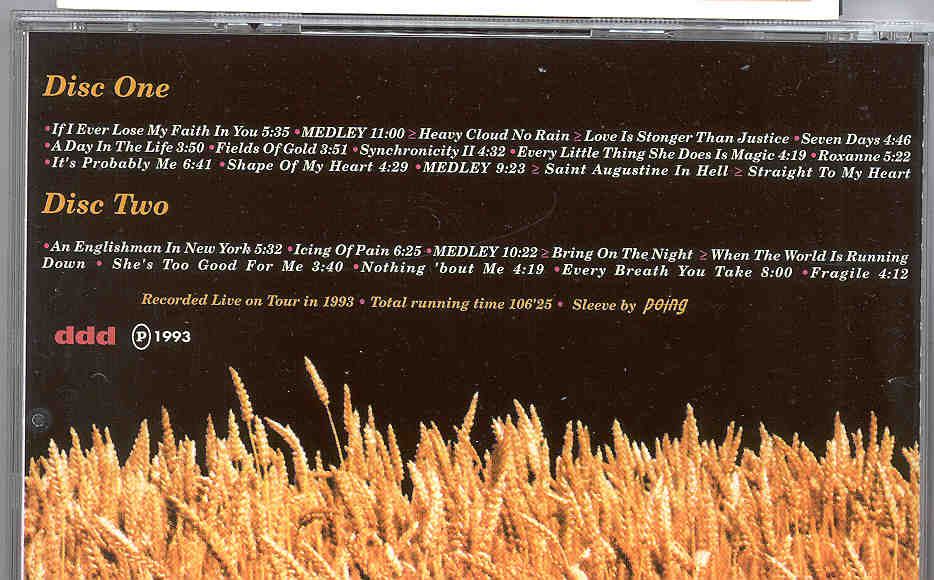 Disc One
•If I Ever Lose My Faith In You 5:35 •MEDLEY 11:00 ≥ Heavy Cloud No Rain ≥ Love Is Stonger Than Justice •Seven Days 4:46
•A Day In The Life 3:50 •Fields Of Gold 3:51 •Synchronicity II 4:32 •Every Little Thing She Does Is Magic 4:19 •Roxanne 5:22
•It's Probably Me 6:41 •Shape Of My Heart 4:29 •MEDLEY 9:23 ≥ Saint Augustine In Hell ≥ Straight To My Heart
Disc Two
•An Englishman In New York 5:32 •Icing Of Pain 6:25 •MEDLEY 10:22 ≥ Bring On The Night ≥ When The World Is Running
Down • She's Too Good For Me 3:40 •Nothing 'bout Me 4:19 •Every Breath You Take 8:00 •Fragile 4:12
Recorded Live on Tour in 1993 • Total running time 106'25 • Sleeve by poing
ddd Ⓟ 1993